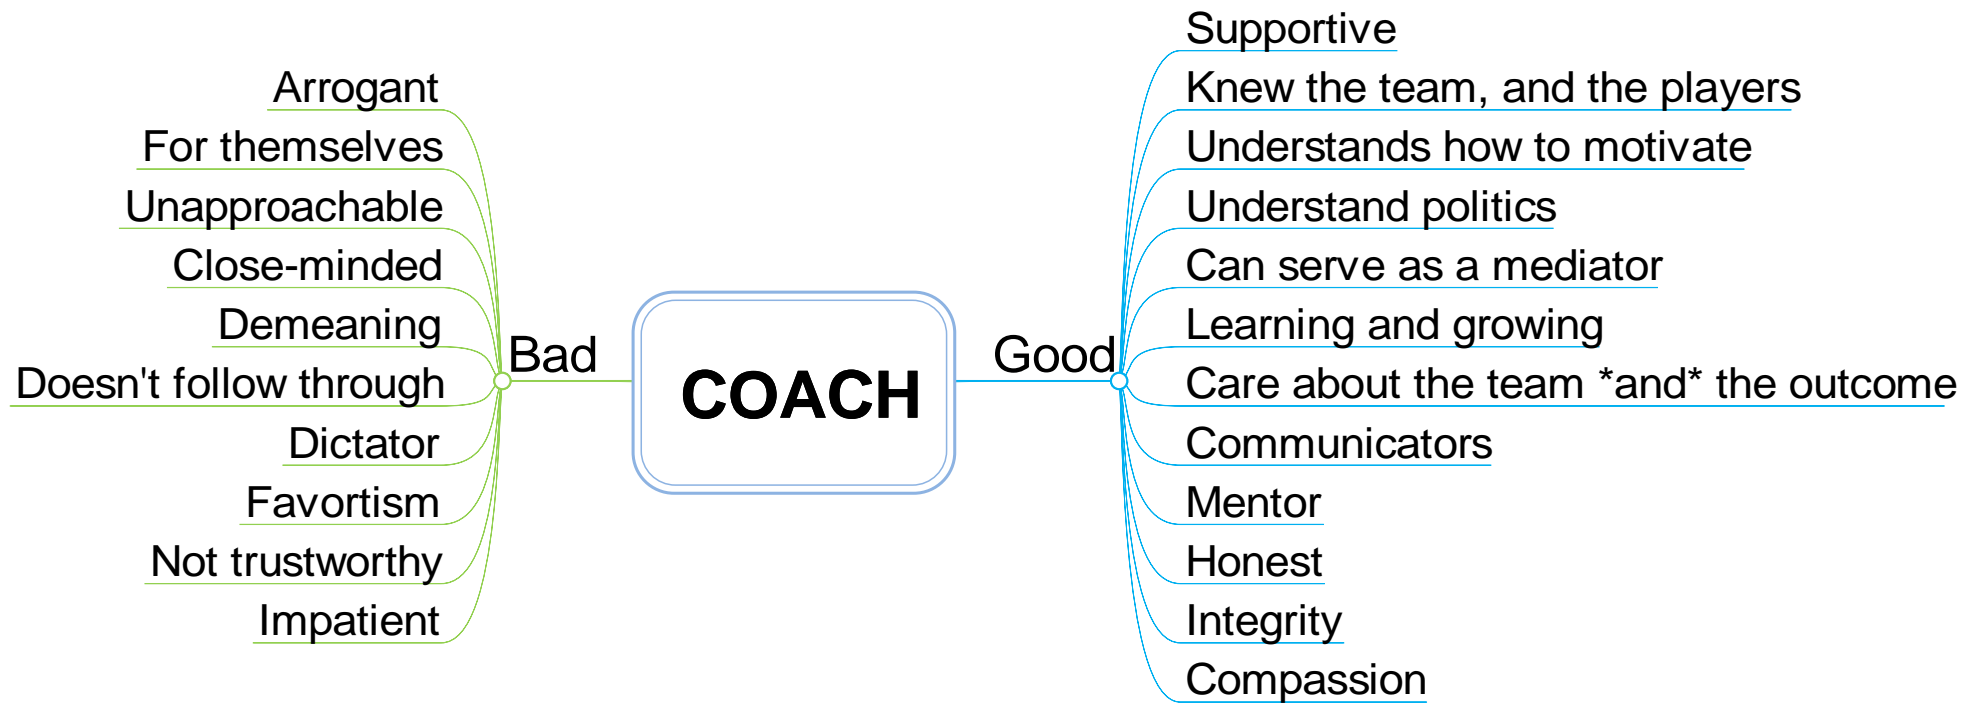 COACH
Bad
Arrogant
For themselves
Unapproachable
Close-minded
Demeaning
Doesn't follow through
Dictator
Favortism
Not trustworthy
Impatient
Good
Supportive
Knew the team, and the players
Understands how to motivate
Understand politics
Can serve as a mediator
Learning and growing
Care about the team *and* the outcome
Communicators
Mentor
Honest
Integrity
Compassion